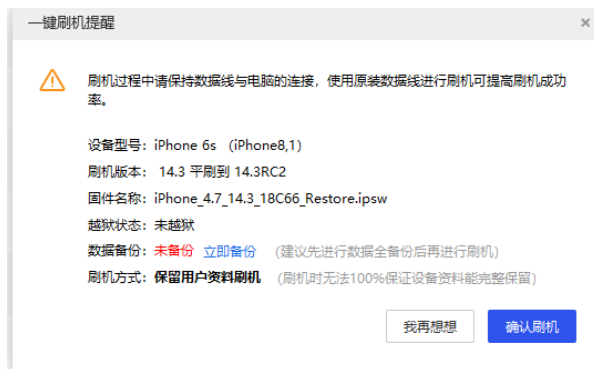 一键刷机提醒
×
刷机过程中请保持数据线与电脑的连接，使用原装数据线进行刷机可提高刷机成功
率。
设备型号：iPhone 6s （iPhone8,1）
刷机版本： 14.3 平刷到 14.3RC2
固件名称：iPhone_4.7_14.3_18C66_Restore.ipsw
越狱状态：未越狱
数据备份：未备份 立即备份 （建议先进行数据全备份后再进行刷机）
刷机方式：保留用户资料刷机 （刷机时无法100%保证设备资料能完整保留）
我再想想 确认刷机